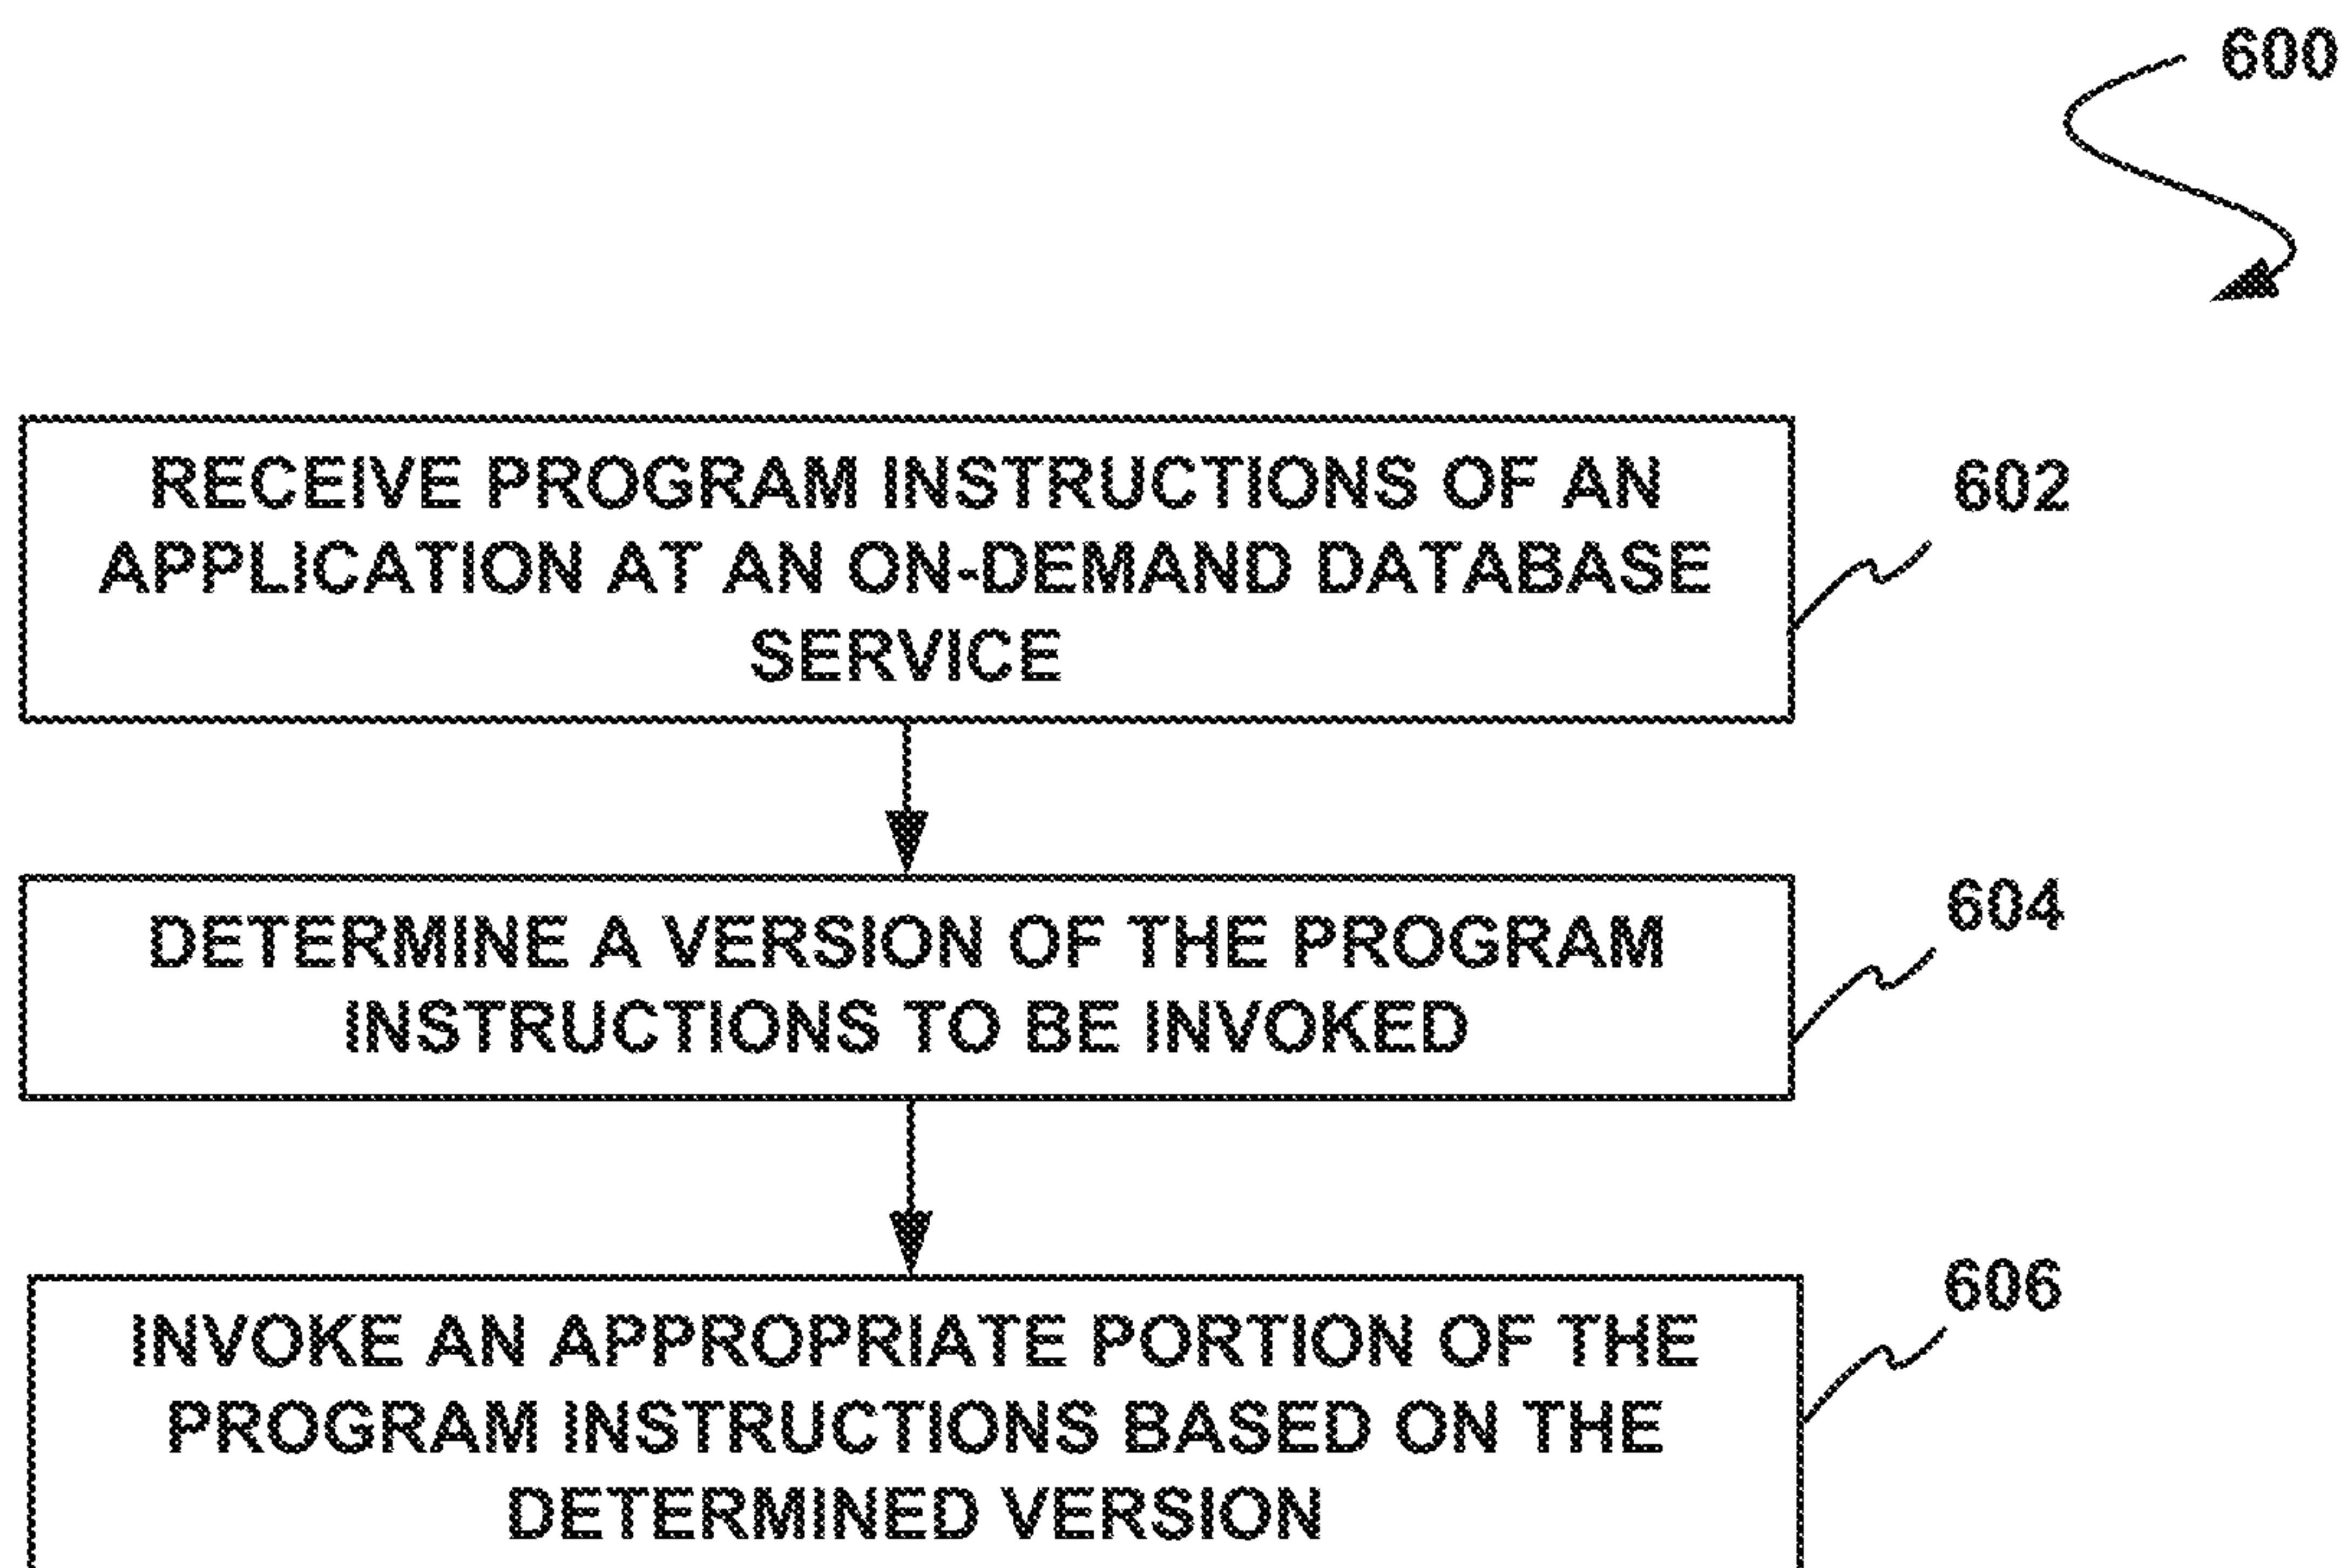 600
RECEIVE PROGRAM INSTRUCTIONS OF AN
APPLICATION AT AN ON-DEMAND DATABASE
SERVICE
602
DETERMINE A VERSION OF THE PROGRAM
INSTRUCTIONS TO BE INVOKED
604
INVOKE AN APPROPRIATE PORTION OF THE
PROGRAM INSTRUCTIONS BASED ON THE
DETERMINED VERSION
606